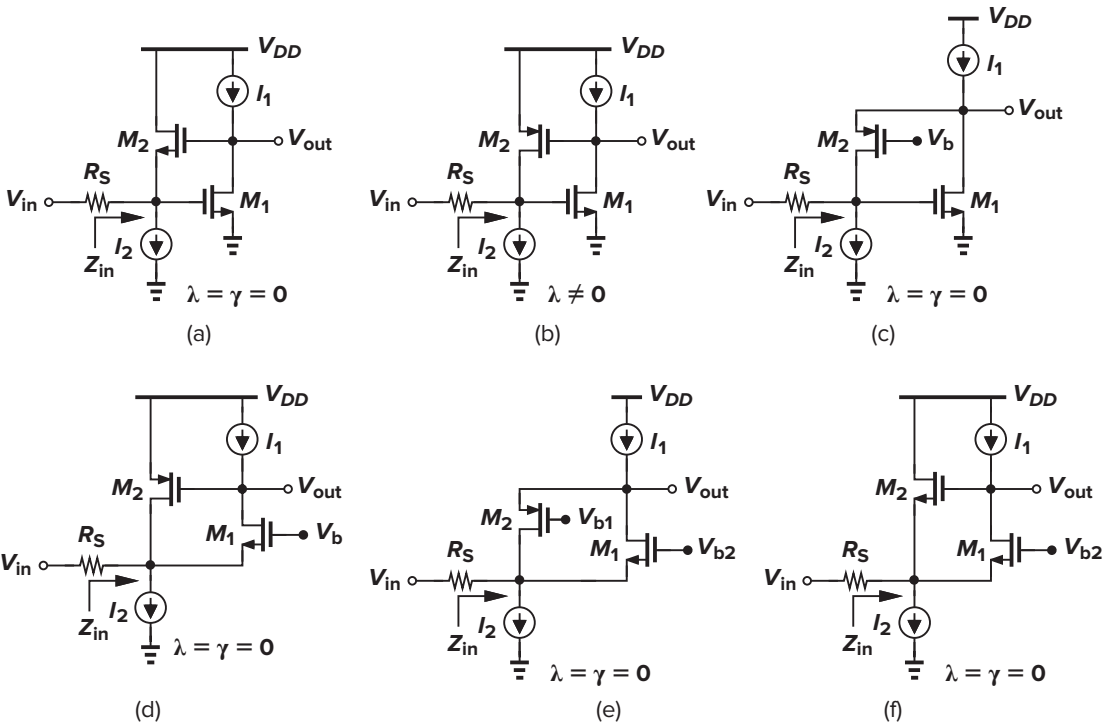 V_DD
I_1
M_2
V_out
R_S
V_in
M_1
Z_in
I_2
λ = γ = 0
(a)
V_DD
I_1
M_2
V_out
R_S
V_in
M_1
Z_in
I_2
λ ≠ 0
(b)
V_DD
I_1
V_out
M_2
V_b
R_S
V_in
M_1
Z_in
I_2
λ = γ = 0
(c)
V_DD
I_1
M_2
V_out
M_1
V_b
R_S
V_in
Z_in
I_2
λ = γ = 0
(d)
V_DD
I_1
V_out
M_2
V_b1
M_1
V_b2
R_S
V_in
Z_in
I_2
λ = γ = 0
(e)
V_DD
I_1
M_2
V_out
M_1
V_b2
R_S
V_in
Z_in
I_2
λ = γ = 0
(f)